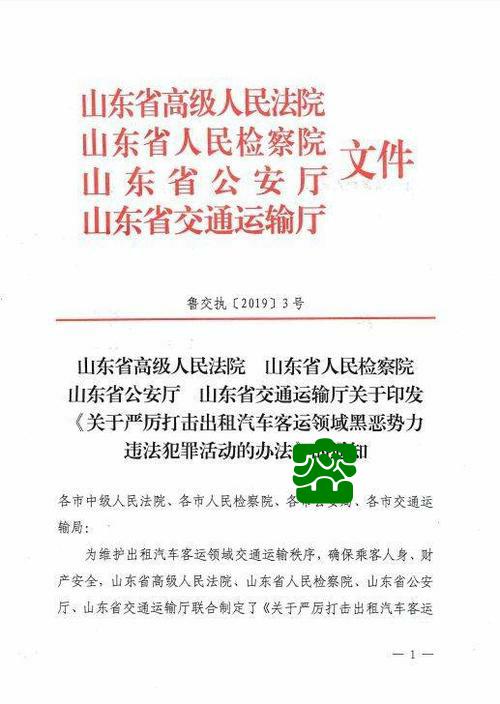 山东省高级人民法院
山东省人民检察院
山东省公安厅
山东省交通运输厅
文件
鲁交执〔2019〕3号
山东省高级人民法院 山东省人民检察院
山东省公安厅 山东省交通运输厅关于印发
《关于严厉打击出租汽车客运领域黑恶势力
违法犯罪活动的办法》
各市中级人民法院、各市人民检察院、各市公安局、各市交通运
输局：
为维护出租汽车客运领域交通运输秩序，确保乘客人身、财
产安全，山东省高级人民法院、山东省人民检察院、山东省公安
厅、山东省交通运输厅联合制定了《关于严厉打击出租汽车客运
— 1 —